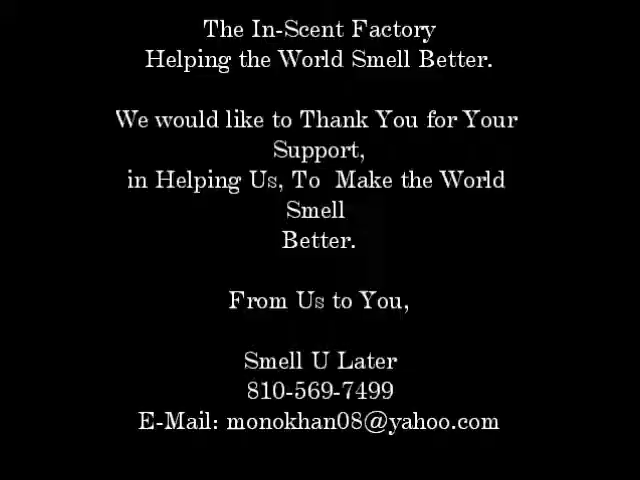 The In-Scent Factory
Helping the World Smell Better.
We would like to Thank You for Your
Support,
in Helping Us, To  Make the World
Smell
Better.
From Us to You,
Smell U Later
810-569-7499
E-Mail: monokhan08@yahoo.com